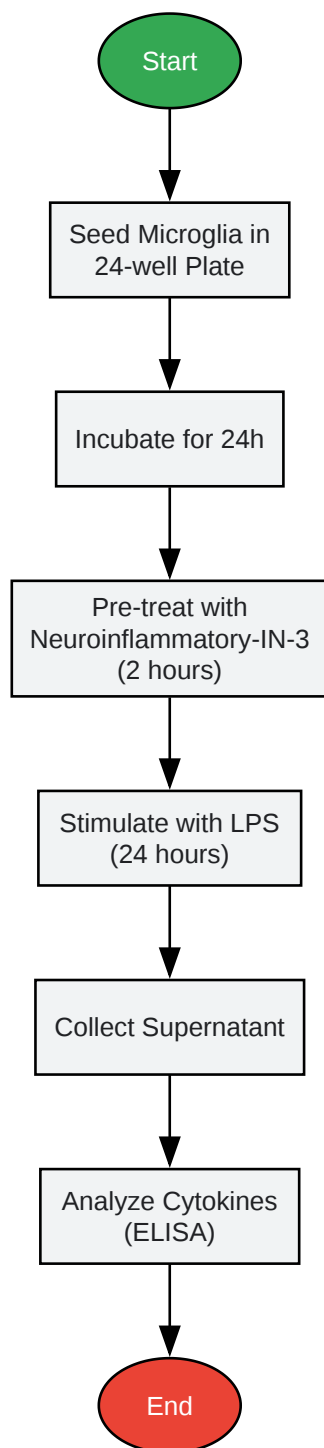 Start
Seed Microglia in
24-well Plate
Incubate for 24h
Pre-treat with
Neuroinflammatory-IN-3
(2 hours)
Stimulate with LPS
(24 hours)
Collect Supernatant
Analyze Cytokines
(ELISA)
End